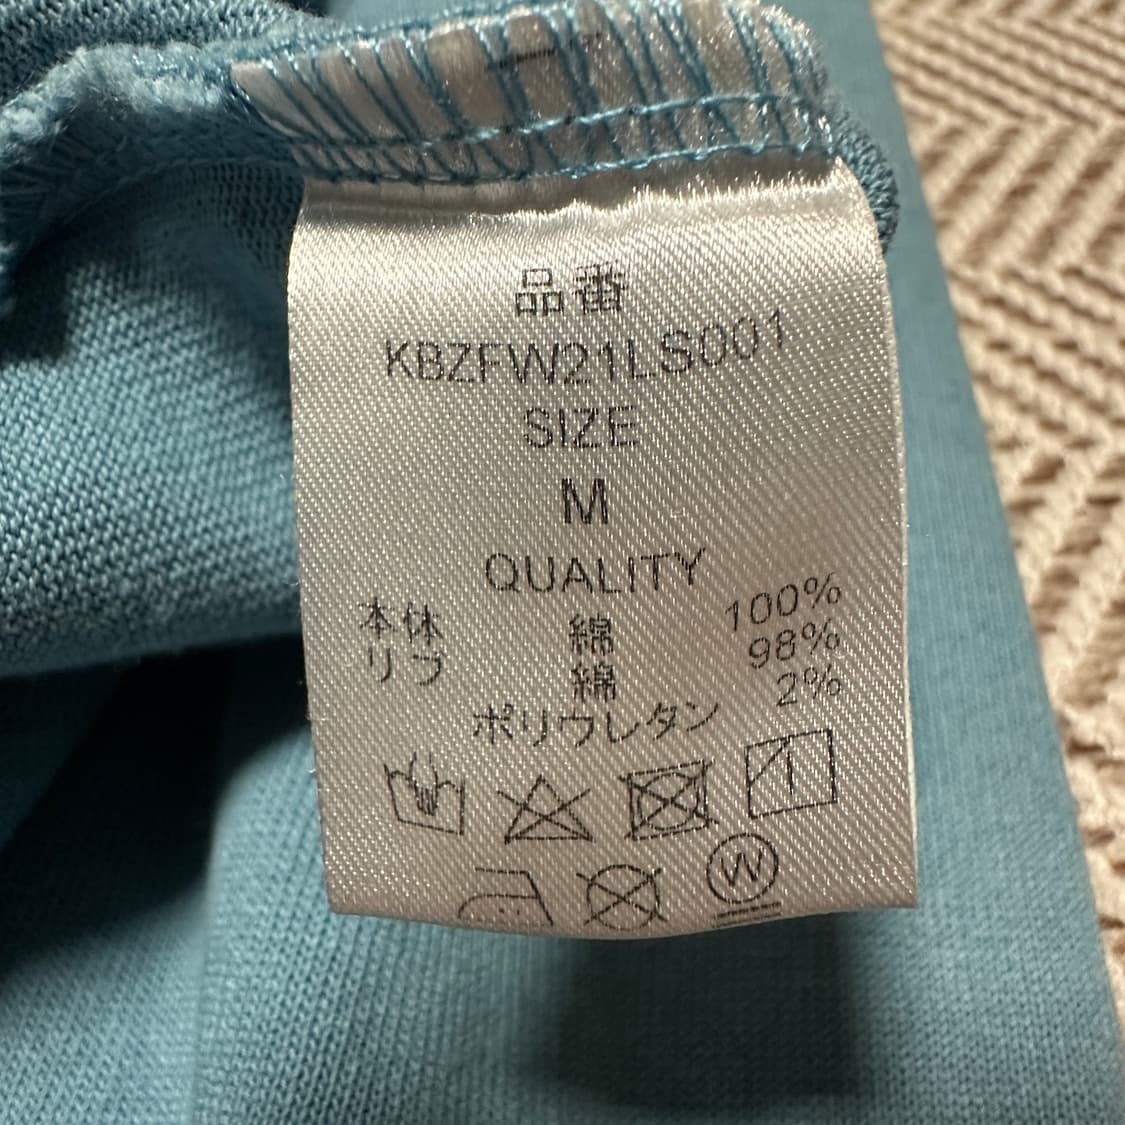 品番
KBZFW21LS001
SIZE
M
QUALITY
本体 綿 100%
リブ 綿 98%
ポリウレタン 2%
W